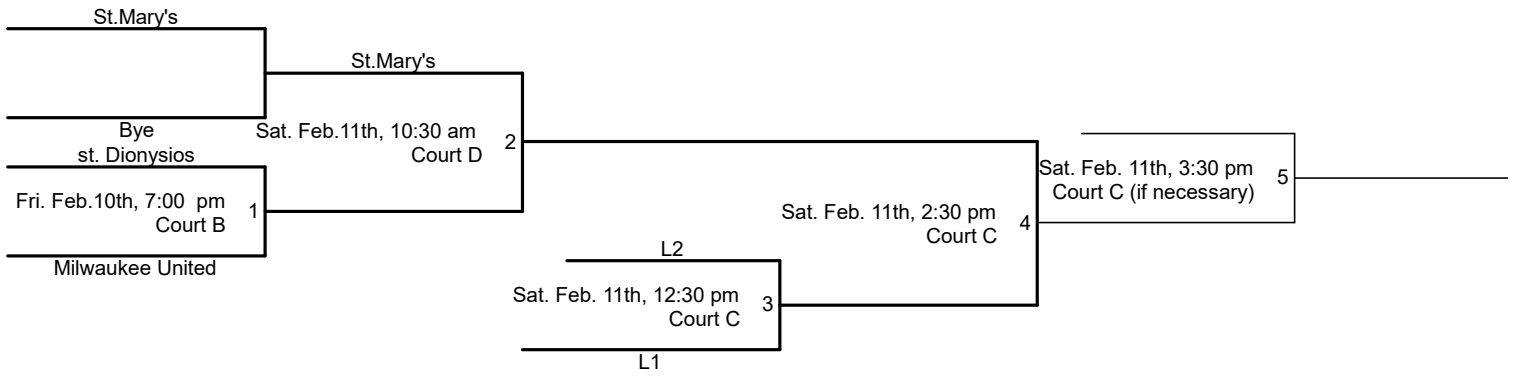 St.Mary's
St.Mary's
Bye
st. Dionysios
Sat. Feb.11th, 10:30 am
Court D
2
Fri. Feb.10th, 7:00 pm
Court B
1
Milwaukee United
Sat. Feb. 11th, 3:30 pm
Court C (if necessary)
5
Sat. Feb. 11th, 2:30 pm
Court C
4
L2
Sat. Feb. 11th, 12:30 pm
Court C
3
L1